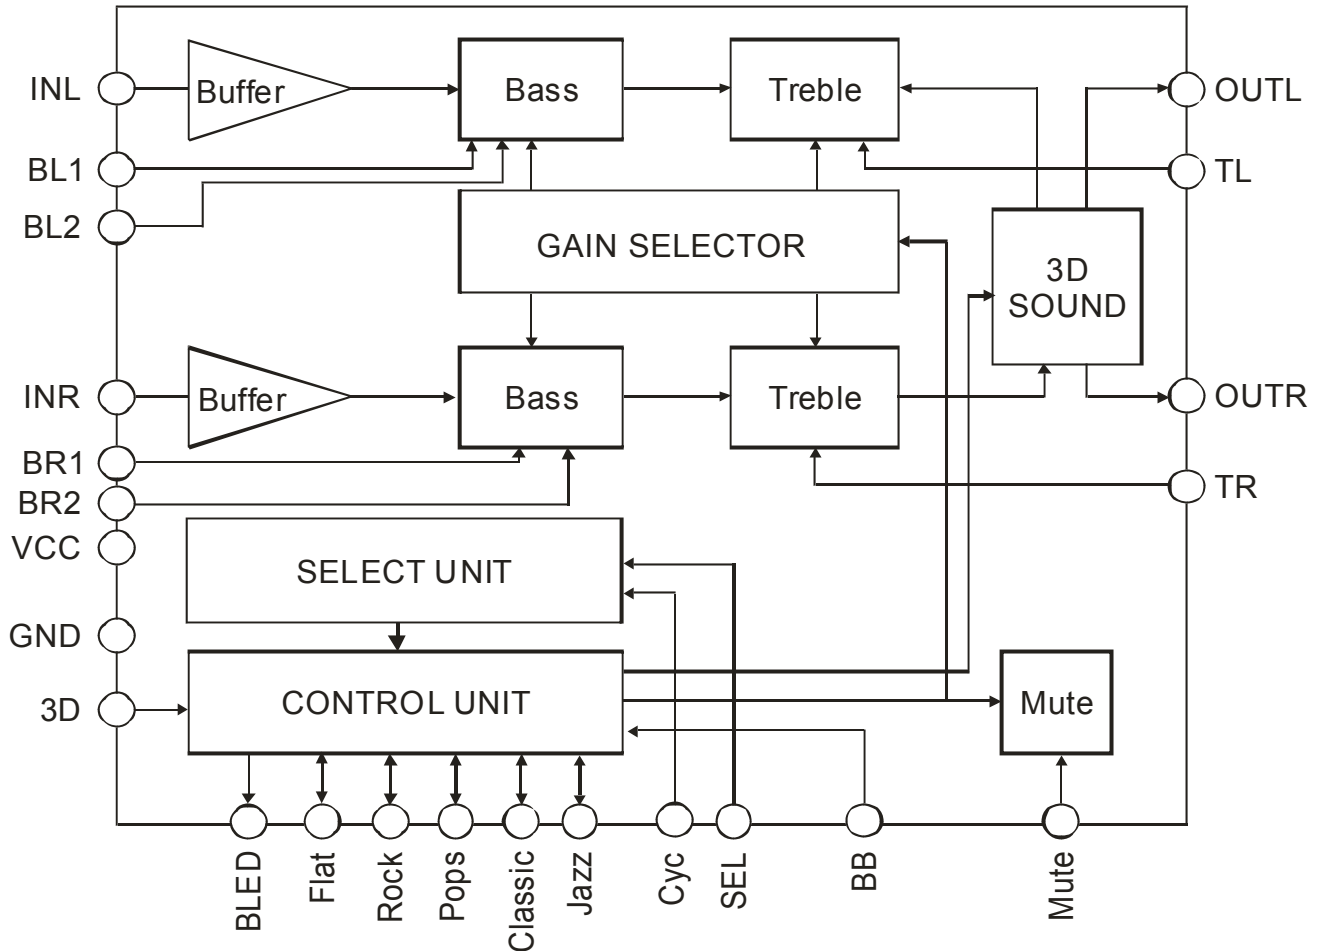 INL
Buffer
Bass
Treble
OUTL
BL1
TL
BL2
GAIN SELECTOR
3D
SOUND
INR
Buffer
Bass
Treble
OUTR
BR1
TR
BR2
VCC
SELECT UNIT
GND
3D
CONTROL UNIT
Mute
BLED
Flat
Rock
Pops
Classic
Jazz
Cyc
SEL
BB
Mute